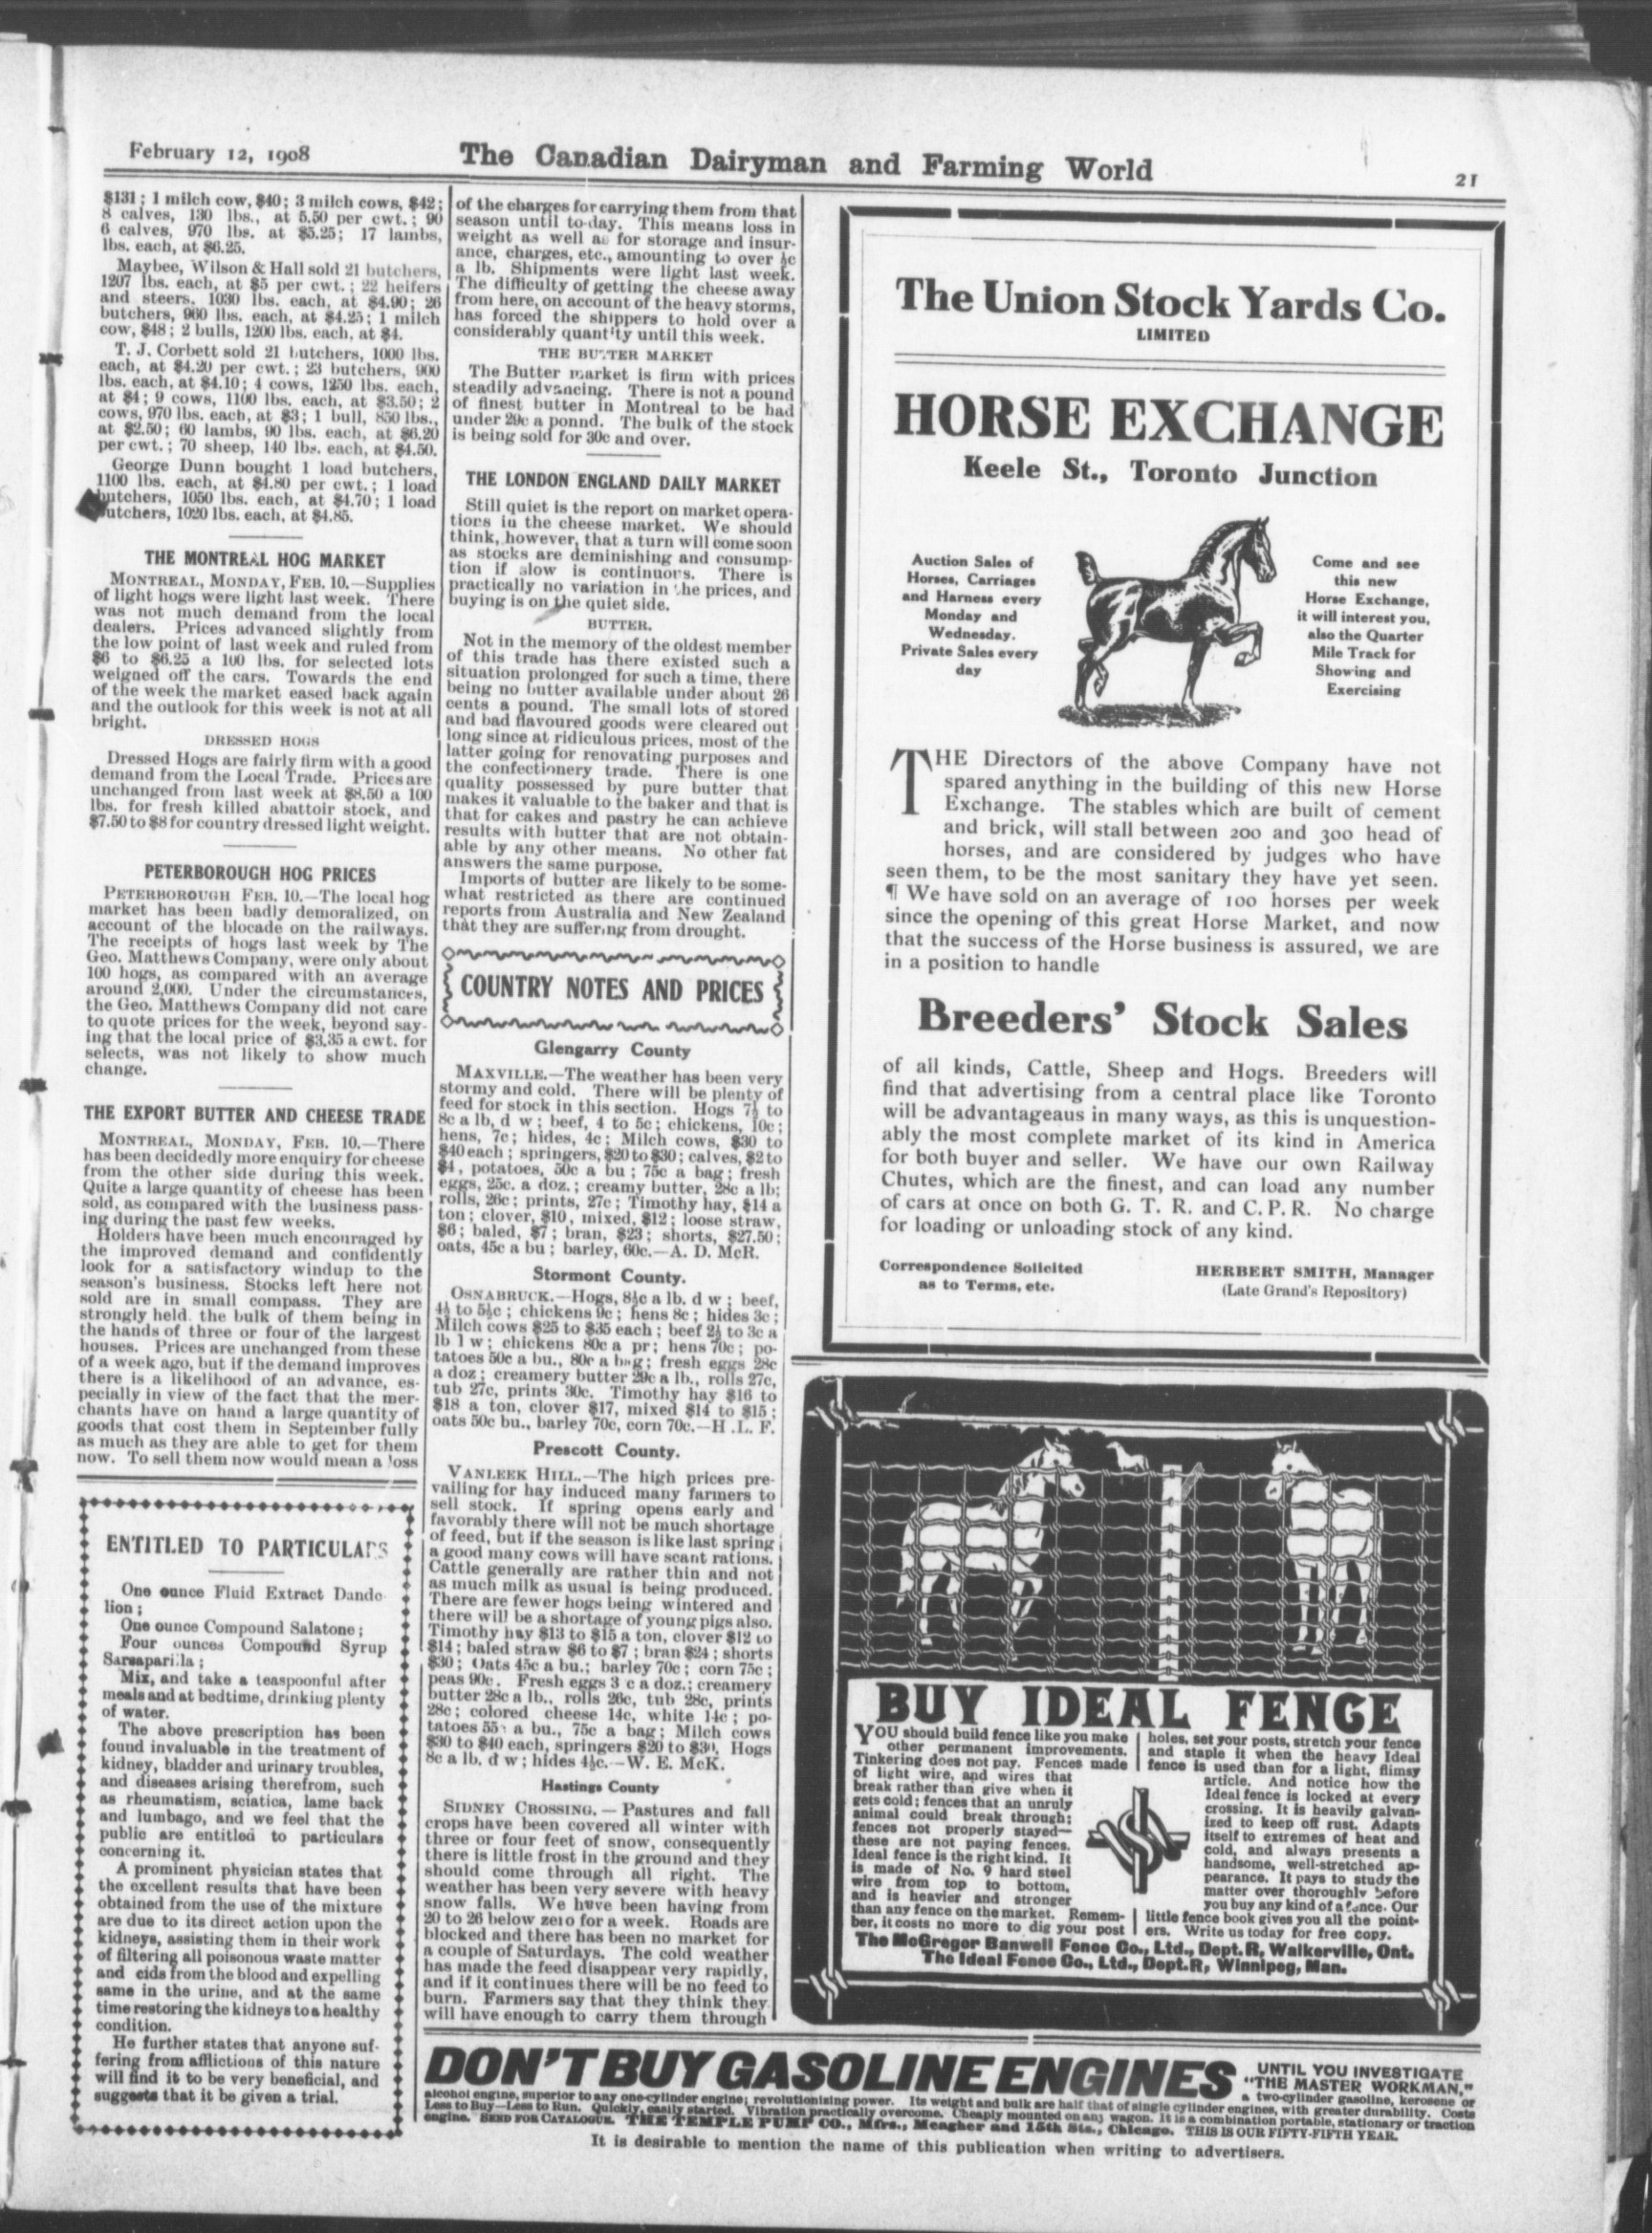 February 12, 1908
The Canadian Dairyman and Farming World
21
$131; 1 milch cow, $40; 3 milch cows, $42;
8 calves, 130 lbs., at 5.50 per cwt.; 90
6 calves, 970 lbs. at $5.25; 17 lambs,
lbs. each, at $6.25.
Maybee, Wilson & Hall sold 21 butchers,
1207 lbs. each, at $5 per cwt.; 22 heifers
and steers, 1030 lbs. each, at $4.90; 26
butchers, 960 lbs. each, at $4.25; 1 milch
cow, $48; 2 bulls, 1200 lbs. each, at $4.
T. J. Corbett sold 21 butchers, 1000 lbs.
each, at $4.20 per cwt.; 23 butchers, 900
lbs. each, at $4.10; 4 cows, 1250 lbs. each,
at $4; 9 cows, 1100 lbs. each, at $3.50; 2
cows, 970 lbs. each, at $3; 1 bull, 850 lbs.,
at $2.50; 60 lambs, 90 lbs. each, at $6.20
per cwt.; 70 sheep, 140 lbs. each, at $4.50.
George Dunn bought 1 load butchers,
1100 lbs. each, at $4.80 per cwt.; 1 load
butchers, 1050 lbs. each, at $4.70; 1 load
butchers, 1020 lbs. each, at $4.85.
THE MONTREAL HOG MARKET
MONTREAL, MONDAY, FEB. 10.—Supplies
of light hogs were light last week. There
was not much demand from the local
dealers. Prices advanced slightly from
the low point of last week and ruled from
$6 to $6.25 a 100 lbs. for selected lots
weigned off the cars. Towards the end
of the week the market eased back again
and the outlook for this week is not at all
bright.
DRESSED HOGS
Dressed Hogs are fairly firm with a good
demand from the Local Trade. Prices are
unchanged from last week at $8.50 a 100
lbs. for fresh killed abattoir stock, and
$7.50 to $8 for country dressed light weight.
PETERBOROUGH HOG PRICES
PETERBOROUGH FEB. 10.—The local hog
market has been badly demoralized, on
account of the blocade on the railways.
The receipts of hogs last week by The
Geo. Matthews Company, were only about
100 hogs, as compared with an average
around 2,000. Under the circumstances,
the Geo. Matthews Company did not care
to quote prices for the week, beyond say-
ing that the local price of $3.35 a cwt. for
selects, was not likely to show much
change.
THE EXPORT BUTTER AND CHEESE TRADE
MONTREAL, MONDAY, FEB. 10.—There
has been decidedly more enquiry for cheese
from the other side during this week.
Quite a large quantity of cheese has been
sold, as compared with the business pass-
ing during the past few weeks.
Holders have been much encouraged by
the improved demand and confidently
look for a satisfactory windup to the
season's business. Stocks left here not
sold are in small compass. They are
strongly held the bulk of them being in
the hands of three or four of the largest
houses. Prices are unchanged from these
of a week ago, but if the demand improves
there is a likelihood of an advance, es-
pecially in view of the fact that the mer-
chants have on hand a large quantity of
goods that cost them in September fully
as much as they are able to get for them
now. To sell them now would mean a loss
ENTITLED TO PARTICULARS
One ounce Fluid Extract Dande-
lion;
One ounce Compound Salatone;
Four ounces Compound Syrup
Sarsaparilla;
Mix, and take a teaspoonful after
meals and at bedtime, drinking plenty
of water.
The above prescription has been
found invaluable in the treatment of
kidney, bladder and urinary troubles,
and diseases arising therefrom, such
as rheumatism, sciatica, lame back
and lumbago, and we feel that the
public are entitled to particulars
concerning it.
A prominent physician states that
the excellent results that have been
obtained from the use of the mixture
are due to its direct action upon the
kidneys, assisting them in their work
of filtering all poisonous waste matter
and cids from the blood and expelling
same in the urine, and at the same
time restoring the kidneys to a healthy
condition.
He further states that anyone suf-
fering from afflictions of this nature
will find it to be very beneficial, and
suggests that it be given a trial.
of the charges for carrying them from that
season until to-day. This means loss in
weight as well as for storage and insur-
ance, charges, etc., amounting to over ½c
a lb. Shipments were light last week.
The difficulty of getting the cheese away
from here, on account of the heavy storms,
has forced the shippers to hold over a
considerably quantity until this week.
THE BUTTER MARKET
The Butter market is firm with prices
steadily advancing. There is not a pound
of finest butter in Montreal to be had
under 29c a ponnd. The bulk of the stock
is being sold for 30c and over.
THE LONDON ENGLAND DAILY MARKET
Still quiet is the report on market opera-
tions in the cheese market. We should
think, however, that a turn will come soon
as stocks are deminishing and consump-
tion if slow is continuors. There is
practically no variation in the prices, and
buying is on the quiet side.
BUTTER.
Not in the memory of the oldest member
of this trade has there existed such a
situation prolonged for such a time, there
being no butter available under about 26
cents a pound. The small lots of stored
and bad flavoured goods were cleared out
long since at ridiculous prices, most of the
latter going for renovating purposes and
the confectionery trade. There is one
quality possessed by pure butter that
makes it valuable to the baker and that is
that for cakes and pastry he can achieve
results with butter that are not obtain-
able by any other means. No other fat
answers the same purpose.
Imports of butter are likely to be some-
what restricted as there are continued
reports from Australia and New Zealand
that they are suffering from drought.
COUNTRY NOTES AND PRICES
Glengarry County
MAXVILLE.—The weather has been very
stormy and cold. There will be plenty of
feed for stock in this section. Hogs 7½ to
8c a lb, d w; beef, 4 to 5c; chickens, 10c;
hens, 7c; hides, 4c; Milch cows, $30 to
$40 each; springers, $20 to $30; calves, $2 to
$4, potatoes, 50c a bu; 75c a bag; fresh
eggs, 25c. a doz.; creamy butter, 28c a lb;
rolls, 26c; prints, 27c; Timothy hay, $14 a
ton; clover, $10, mixed, $12; loose straw,
$6; baled, $7; bran, $23; shorts, $27.50;
oats, 45c a bu; barley, 60c.—A. D. McR.
Stormont County.
OSNABRUCK.—Hogs, 8½c a lb. d w; beef,
4½ to 5½c; chickens 9c; hens 8c; hides 3c;
Milch cows $25 to $35 each; beef 2½ to 3c a
lb l w; chickens 80c a pr; hens 70c; po-
tatoes 50c a bu., 80c a bag; fresh eggs 28c
a doz; creamery butter 29c a lb., rolls 27c,
tub 27c, prints 30c. Timothy hay $16 to
$18 a ton, clover $17, mixed $14 to $15;
oats 50c bu., barley 70c, corn 70c.—H .L. F.
Prescott County.
VANLEEK HILL.—The high prices pre-
vailing for hay induced many farmers to
sell stock. If spring opens early and
favorably there will not be much shortage
of feed, but if the season is like last spring
a good many cows will have scant rations.
Cattle generally are rather thin and not
as much milk as usual is being produced.
There are fewer hogs being wintered and
there will be a shortage of young pigs also.
Timothy hay $13 to $15 a ton, clover $12 to
$14; baled straw $6 to $7; bran $24; shorts
$30; Oats 45c a bu.; barley 70c; corn 75c;
peas 90c. Fresh eggs 3 c a doz.; creamery
butter 28c a lb., rolls 26c, tub 28c, prints
28c; colored cheese 14c, white 14c; po-
tatoes 55 a bu., 75c a bag; Milch cows
$30 to $40 each, springers $20 to $30. Hogs
8c a lb. d w; hides 4½c.—W. E. McK.
Hastings County
SIDNEY CROSSING.—Pastures and fall
crops have been covered all winter with
three or four feet of snow, consequently
there is little frost in the ground and they
should come through all right. The
weather has been very severe with heavy
snow falls. We have been having from
20 to 26 below zero for a week. Roads are
blocked and there has been no market for
a couple of Saturdays. The cold weather
has made the feed disappear very rapidly,
and if it continues there will be no feed to
burn. Farmers say that they think they
will have enough to carry them through
The Union Stock Yards Co.
LIMITED
HORSE EXCHANGE
Keele St., Toronto Junction
Auction Sales of
Horses, Carriages
and Harness every
Monday and
Wednesday.
Private Sales every
day
Come and see
this new
Horse Exchange,
it will interest you,
also the Quarter
Mile Track for
Showing and
Exercising
THE Directors of the above Company have not
spared anything in the building of this new Horse
Exchange. The stables which are built of cement
and brick, will stall between 200 and 300 head of
horses, and are considered by judges who have
seen them, to be the most sanitary they have yet seen.
¶ We have sold on an average of 100 horses per week
since the opening of this great Horse Market, and now
that the success of the Horse business is assured, we are
in a position to handle
Breeders' Stock Sales
of all kinds, Cattle, Sheep and Hogs. Breeders will
find that advertising from a central place like Toronto
will be advantageaus in many ways, as this is unquestion-
ably the most complete market of its kind in America
for both buyer and seller. We have our own Railway
Chutes, which are the finest, and can load any number
of cars at once on both G. T. R. and C. P. R. No charge
for loading or unloading stock of any kind.
Correspondence Solicited
as to Terms, etc.
HERBERT SMITH, Manager
(Late Grand's Repository)
BUY IDEAL FENCE
YOU should build fence like you make
other permanent improvements.
Tinkering does not pay. Fences made
of light wire, and wires that
break rather than give when it
gets cold; fences that an unruly
animal could break through;
fences not properly stayed—
these are not paying fences.
Ideal fence is the right kind. It
is made of No. 9 hard steel
wire from top to bottom,
and is heavier and stronger
than any fence on the market. Remem-
ber, it costs no more to dig your post
holes, set your posts, stretch your fence
and staple it when the heavy Ideal
fence is used than for a light, flimsy
article. And notice how the
Ideal fence is locked at every
crossing. It is heavily galvan-
ized to keep off rust. Adapts
itself to extremes of heat and
cold, and always presents a
handsome, well-stretched ap-
pearance. It pays to study the
matter over thoroughly before
you buy any kind of a fence. Our
little fence book gives you all the point-
ers. Write us today for free copy.
The McGregor Banwell Fence Co., Ltd., Dept. R, Walkerville, Ont.
The Ideal Fence Co., Ltd., Dept. R, Winnipeg, Man.
DON'T BUY GASOLINE ENGINES
UNTIL YOU INVESTIGATE
"THE MASTER WORKMAN,"
a two-cylinder gasoline, kerosene or
alcohol engine, superior to any one-cylinder engine; revolutionizing power. Its weight and bulk are half that of single cylinder engines, with greater durability. Costs
Less to Buy—Less to Run. Quickly, easily started. Vibration practically overcome. Cheaply mounted on any wagon. It is a combination portable, stationary or traction
engine. SEND FOR CATALOGUE. THE TEMPLE PUMP CO., Mfrs., Meagher and 15th Sts., Chicago. THIS IS OUR FIFTY-FIFTH YEAR.
It is desirable to mention the name of this publication when writing to advertisers.